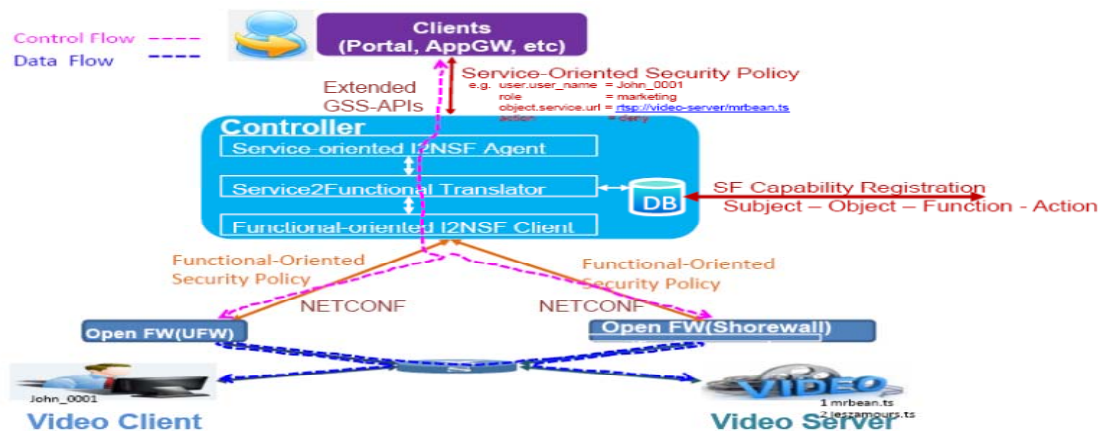 Clients
(Portal, AppGW, etc)
Control Flow
Data Flow
Extended
GSS-APIs
Service-Oriented Security Policy
e.g. user.user_name = John_0001
role = marketing
object.service.url = rtsp://video-server/mrbean.ts
action = deny
Controller
Service-oriented I2NSF Agent
Service2Functional Translator
DB
SF Capability Registration
Subject – Object – Function - Action
Functional-oriented I2NSF Client
Functional-Oriented
Security Policy
Functional-Oriented
Security Policy
NETCONF
NETCONF
Open FW(UFW)
Open FW(Shorewall)
John_0001
VIDEO
1 mrbean.ts
Video Client
Video Server